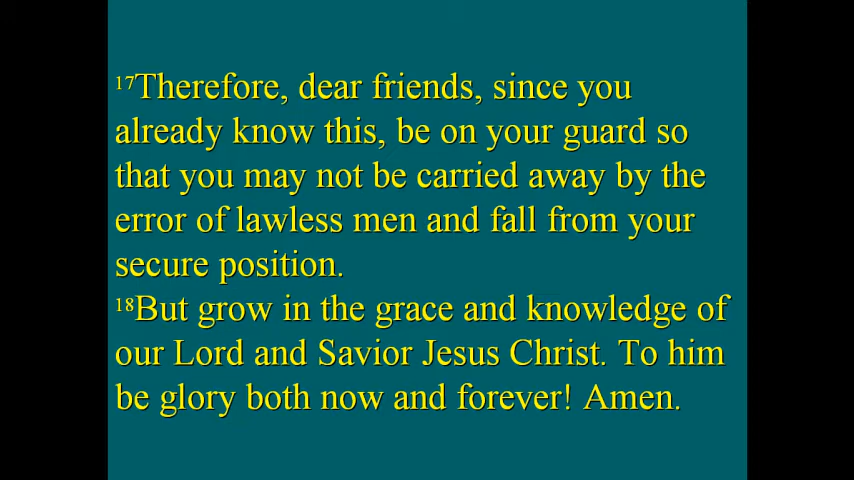 17Therefore, dear friends, since you
already know this, be on your guard so
that you may not be carried away by the
error of lawless men and fall from your
secure position.
18But grow in the grace and knowledge of
our Lord and Savior Jesus Christ. To him
be glory both now and forever! Amen.